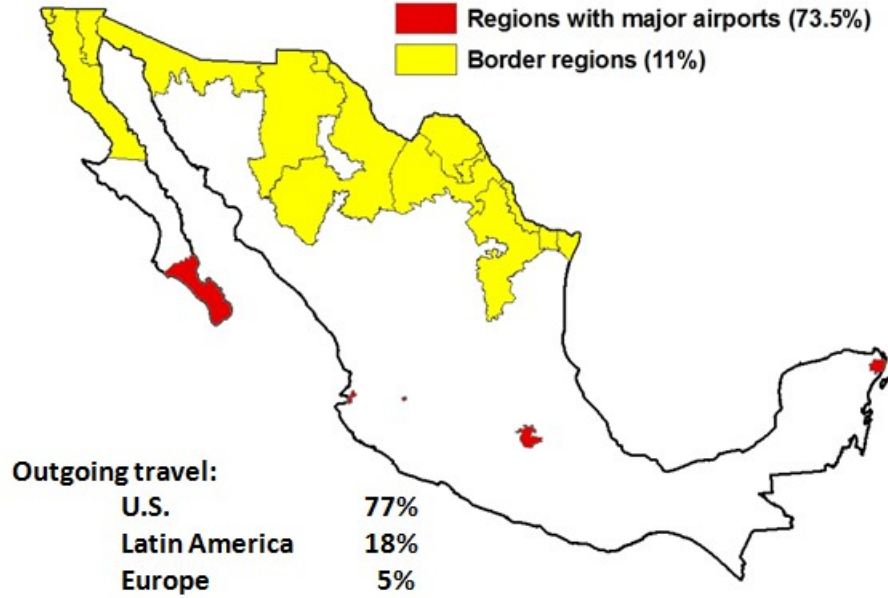 Regions with major airports (73.5%)
Border regions (11%)
Outgoing travel:
U.S. 77%
Latin America 18%
Europe 5%